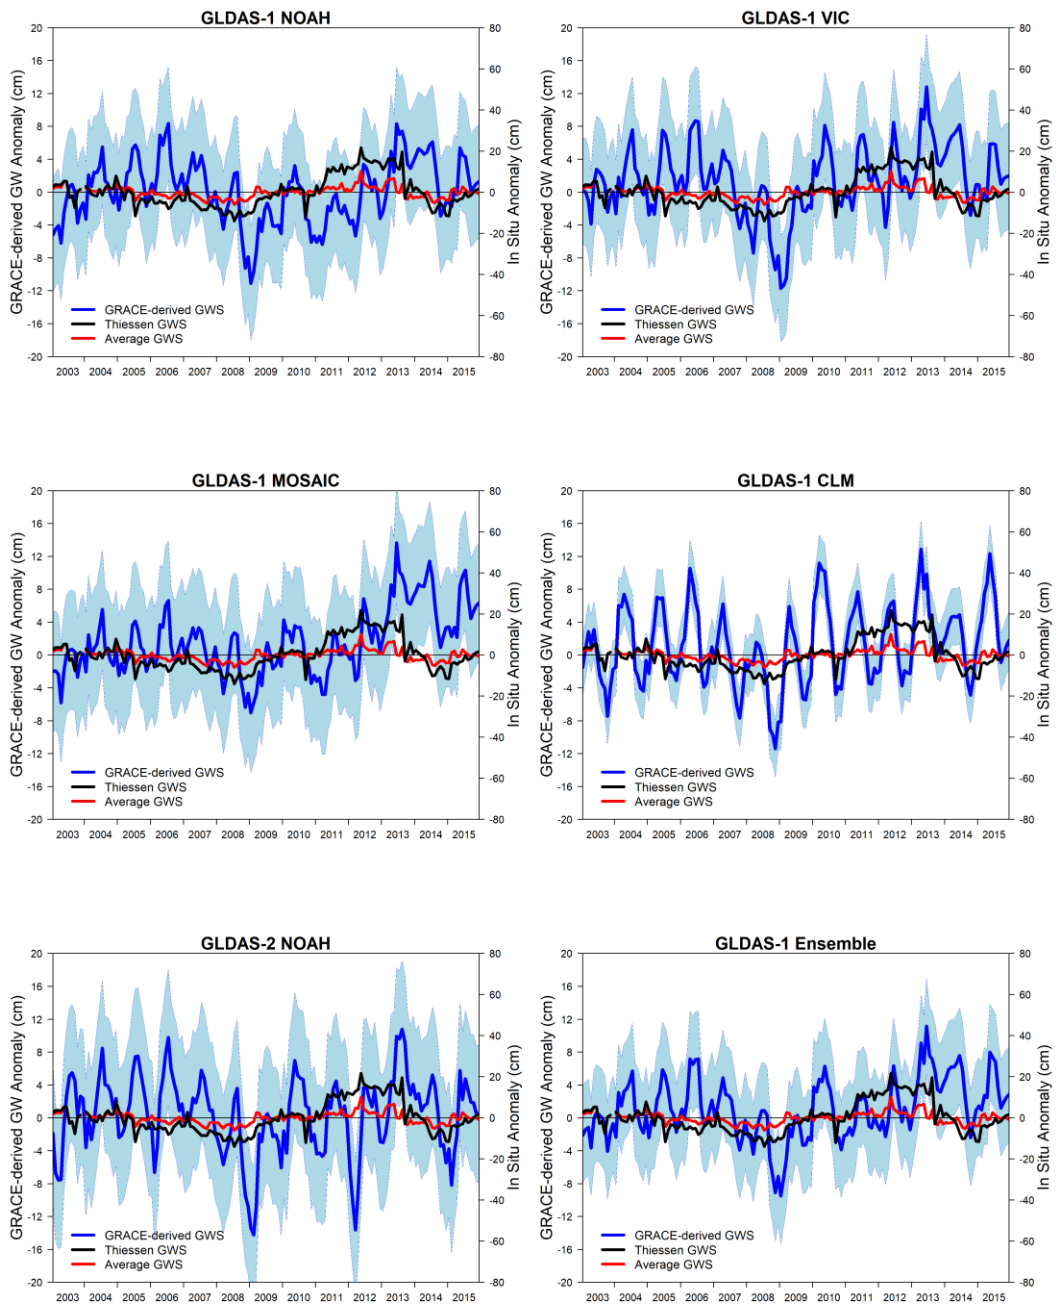 GLDAS-1 NOAH
GRACE-derived GW Anomaly (cm)
20
16
12
8
4
0
-4
-8
-12
-16
-20
80
60
40
20
0
-20
-40
-60
-80
In Situ Anomaly (cm)
GRACE-derived GWS
Thiessen GWS
Average GWS
2003 2004 2005 2006 2007 2008 2009 2010 2011 2012 2013 2014 2015
GLDAS-1 VIC
GRACE-derived GW Anomaly (cm)
20
16
12
8
4
0
-4
-8
-12
-16
-20
80
60
40
20
0
-20
-40
-60
-80
In Situ Anomaly (cm)
GRACE-derived GWS
Thiessen GWS
Average GWS
2003 2004 2005 2006 2007 2008 2009 2010 2011 2012 2013 2014 2015
GLDAS-1 MOSAIC
GRACE-derived GW Anomaly (cm)
20
16
12
8
4
0
-4
-8
-12
-16
-20
80
60
40
20
0
-20
-40
-60
-80
In Situ Anomaly (cm)
GRACE-derived GWS
Thiessen GWS
Average GWS
2003 2004 2005 2006 2007 2008 2009 2010 2011 2012 2013 2014 2015
GLDAS-1 CLM
GRACE-derived GW Anomaly (cm)
20
16
12
8
4
0
-4
-8
-12
-16
-20
80
60
40
20
0
-20
-40
-60
-80
In Situ Anomaly (cm)
GRACE-derived GWS
Thiessen GWS
Average GWS
2003 2004 2005 2006 2007 2008 2009 2010 2011 2012 2013 2014 2015
GLDAS-2 NOAH
GRACE-derived GW Anomaly (cm)
20
16
12
8
4
0
-4
-8
-12
-16
-20
80
60
40
20
0
-20
-40
-60
-80
In Situ Anomaly (cm)
GRACE-derived GWS
Thiessen GWS
Average GWS
2003 2004 2005 2006 2007 2008 2009 2010 2011 2012 2013 2014 2015
GLDAS-1 Ensemble
GRACE-derived GW Anomaly (cm)
20
16
12
8
4
0
-4
-8
-12
-16
-20
80
60
40
20
0
-20
-40
-60
-80
In Situ Anomaly (cm)
GRACE-derived GWS
Thiessen GWS
Average GWS
2003 2004 2005 2006 2007 2008 2009 2010 2011 2012 2013 2014 2015